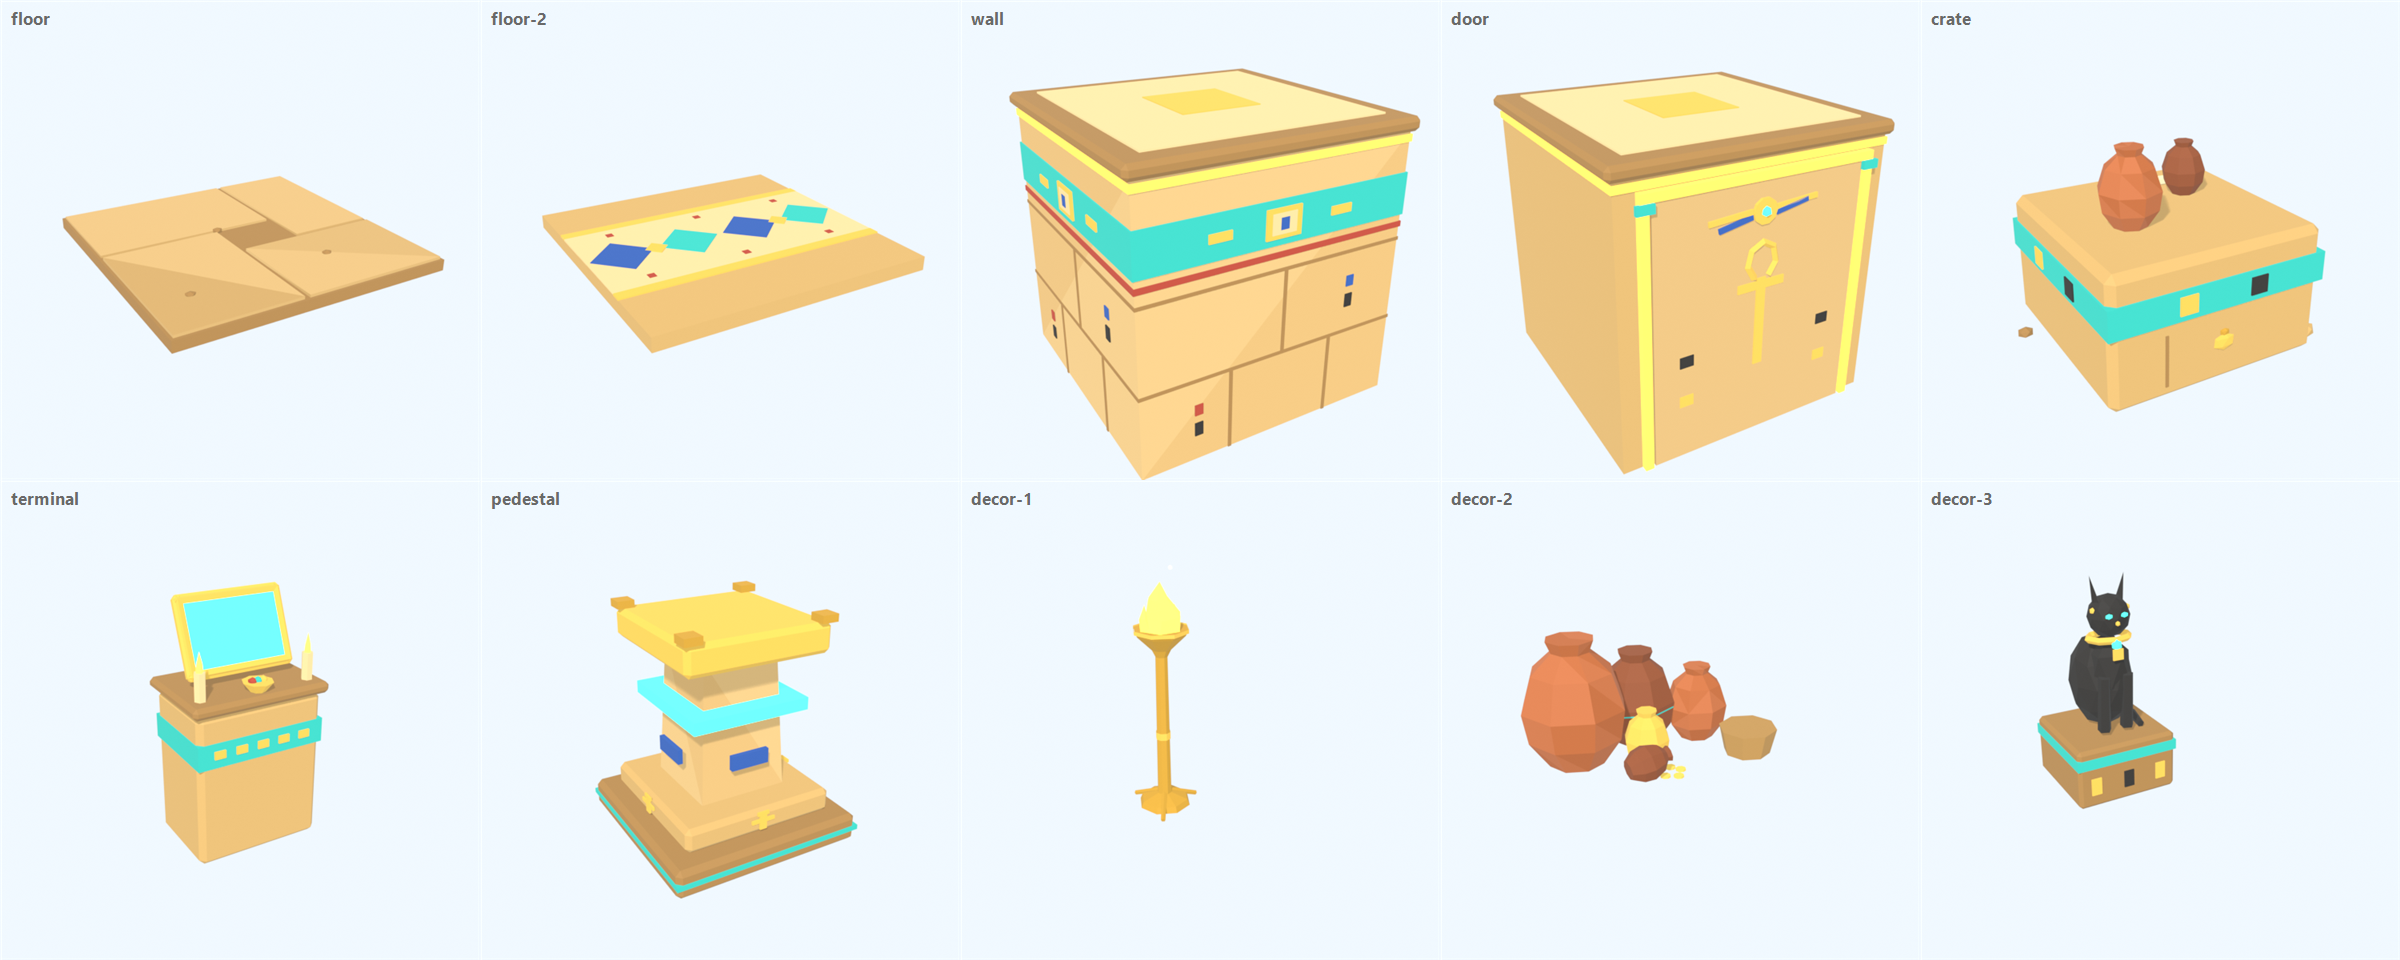 floor
floor-2
wall
door
crate
terminal
pedestal
decor-1
decor-2
decor-3